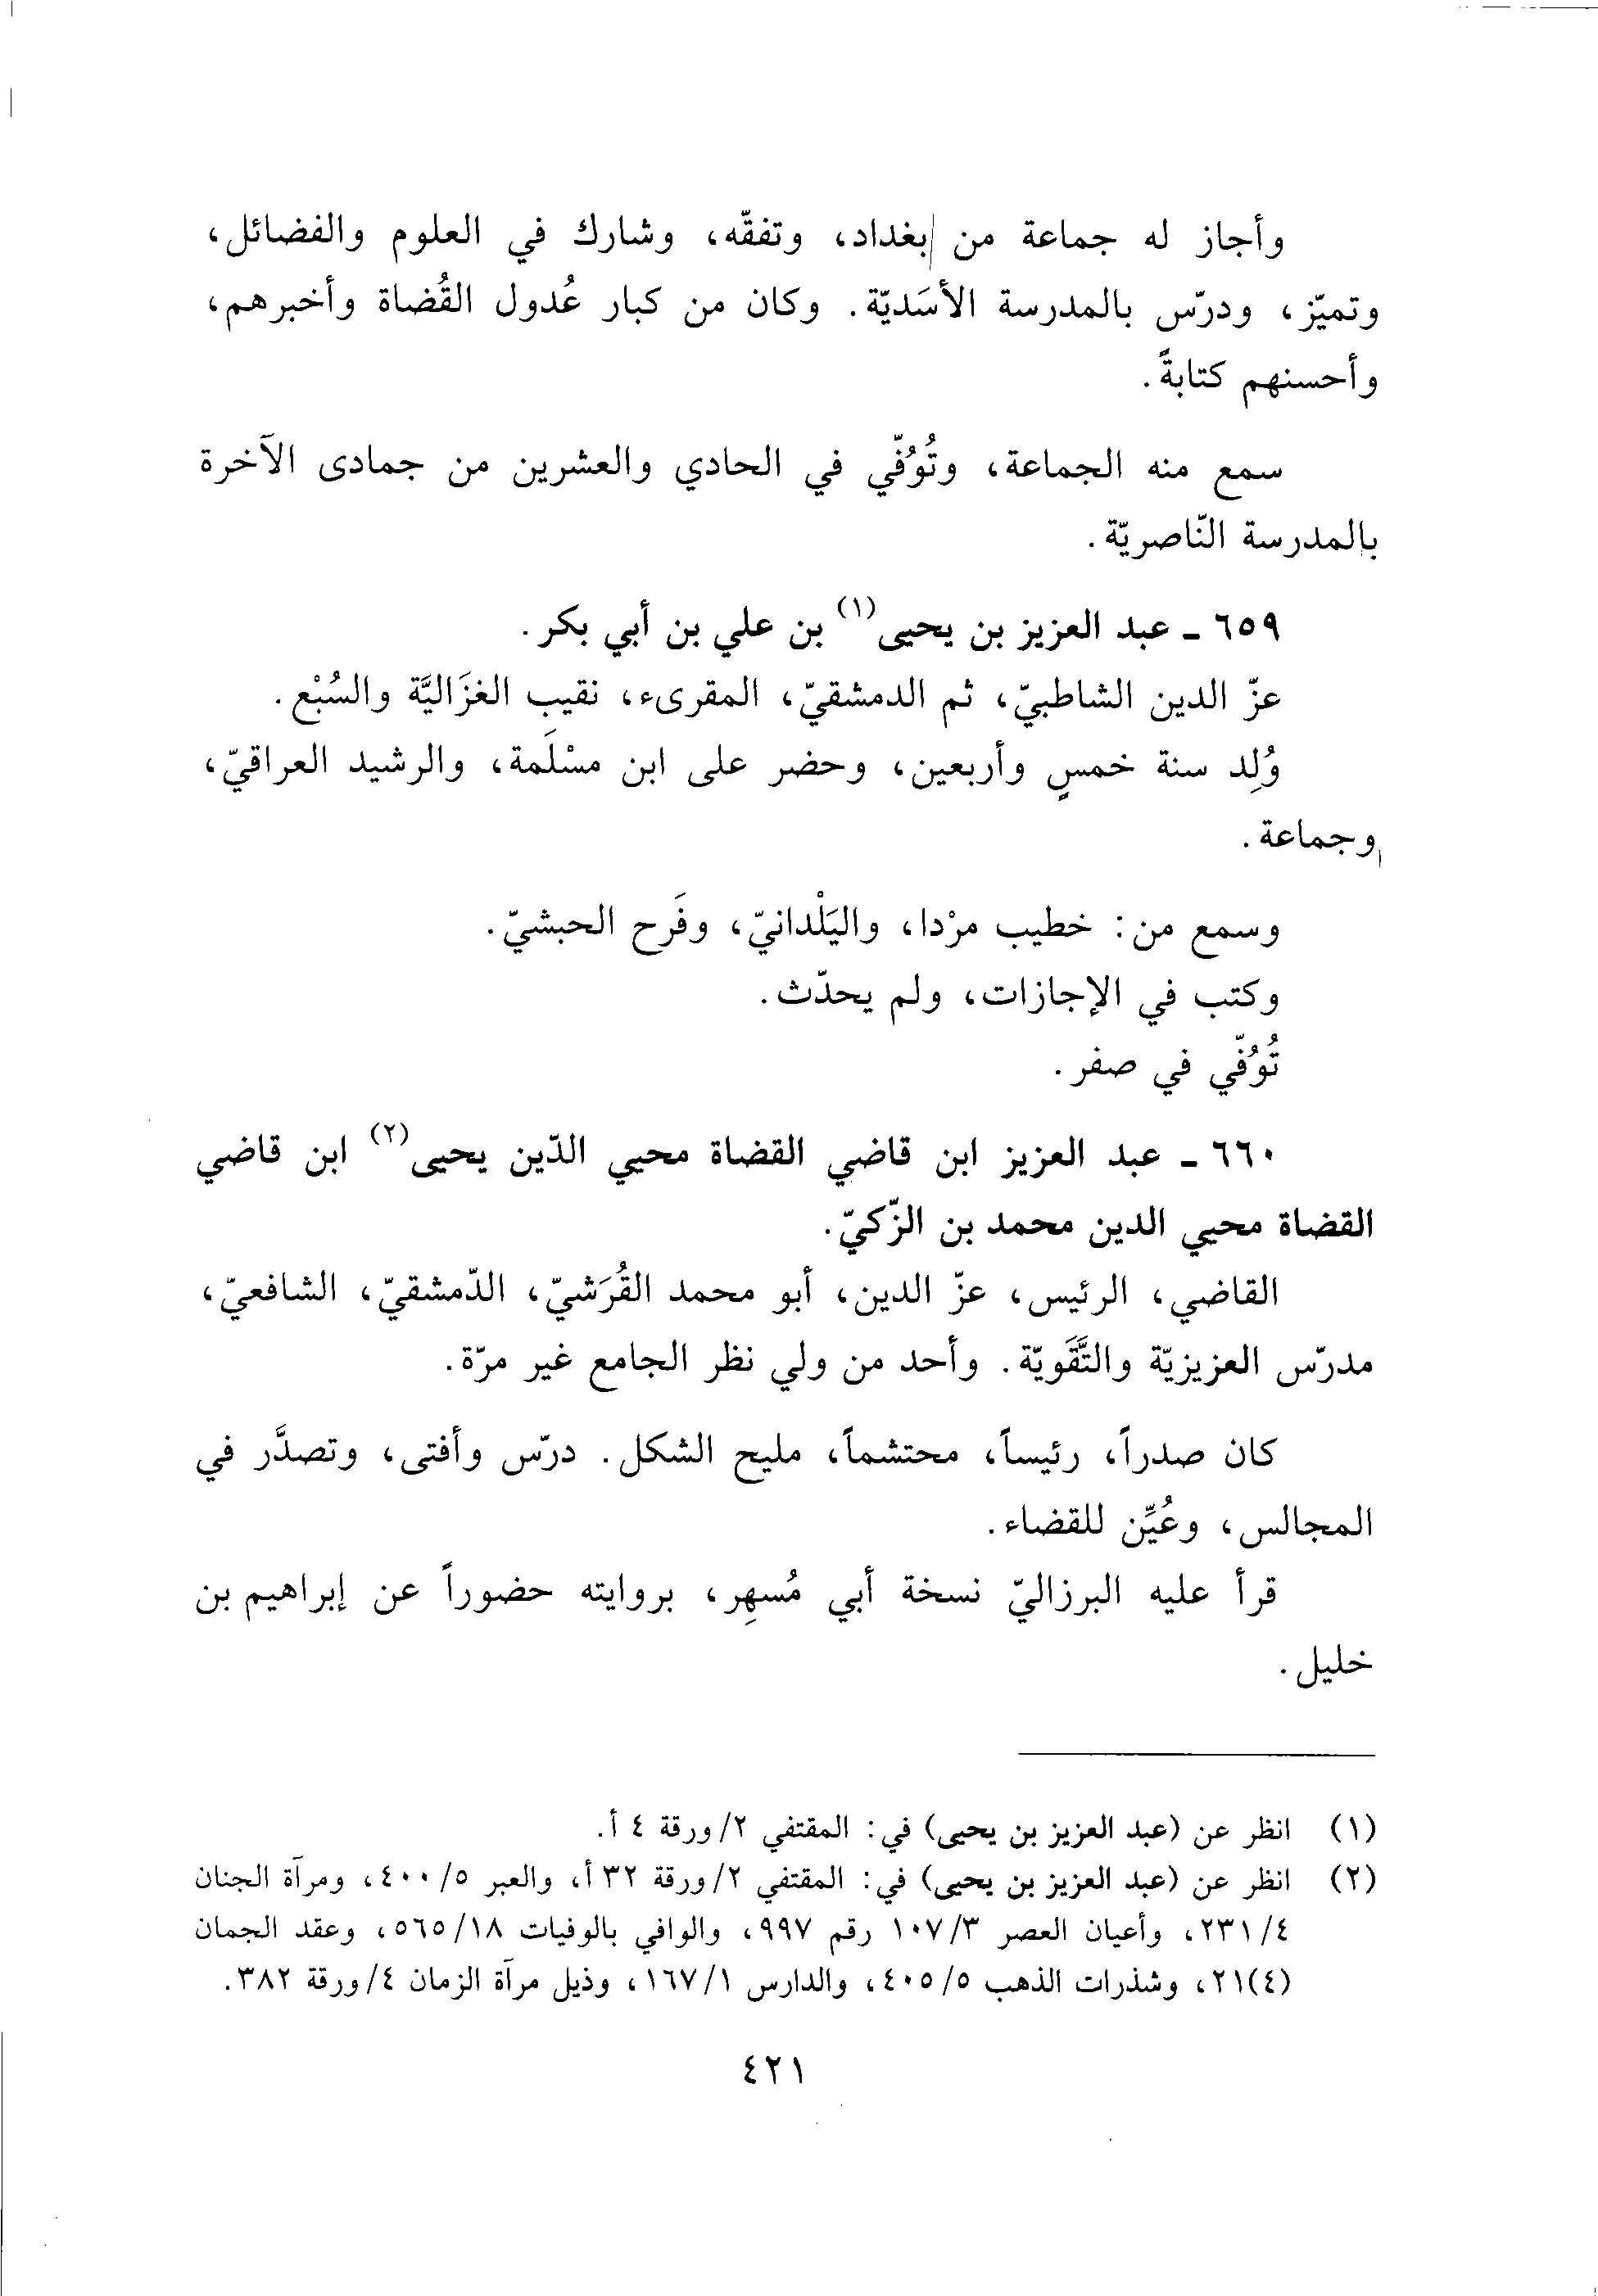 وأجاز له جماعة من بغداد، وتفقّه، وشارك في العلوم والفضائل،
وتميّز، ودرّس بالمدرسة الأسَديّة. وكان من كبار عُدول القُضاة وأخبرهم،
وأحسنهم كتابةً.
سمع منه الجماعة، وتُوُفّي في الحادي والعشرين من جمادى الآخرة
بالمدرسة النّاصريّة.
٦٥٩ - عبد العزيز بن يحيى(١) بن علي بن أبي بكر.
عزّ الدين الشاطبيّ، ثم الدمشقيّ، المقرىء، نقيب الغزَاليَّة والسُبْع.
وُلِد سنة خمسٍ وأربعين، وحضر على ابن مسْلَمة، والرشيد العراقيّ،
وجماعة.
وسمع من: خطيب مرْدا، واليَلْدانيّ، وفَرح الحبشيّ.
وكتب في الإجازات، ولم يحدّث.
تُوُفّي في صفر.
٦٦٠ - عبد العزيز ابن قاضي القضاة محيي الدّين يحيى(٢) ابن قاضي
القضاة محيي الدين محمد بن الزّكيّ.
القاضي، الرئيس، عزّ الدين، أبو محمد القُرَشيّ، الدّمشقيّ، الشافعيّ،
مدرّس العزيزيّة والتَّقَويّة. وأحد من ولي نظر الجامع غير مرّة.
كان صدراً، رئيساً، محتشماً، مليح الشكل. درّس وأفتى، وتصدَّر في
المجالس، وعُيِّن للقضاء.
قرأ عليه البرزاليّ نسخة أبي مُسهِر، بروايته حضوراً عن إبراهيم بن
خليل.
(١) انظر عن (عبد العزيز بن يحيى) في: المقتفي ٢/ورقة ٤ أ.
(٢) انظر عن (عبد العزيز بن يحيى) في: المقتفي ٢/ورقة ٣٢ أ، والعبر ٥/ ٤٠٠، ومرآة الجنان
٤/ ٢٣١، وأعيان العصر ٣/ ١٠٧ رقم ٩٩٧، والوافي بالوفيات ١٨/ ٥٦٥، وعقد الجمان
(٤)٢١، وشذرات الذهب ٥/ ٤٠٥، والدارس ١/ ١٦٧، وذيل مرآة الزمان ٤/ورقة ٣٨٢.
٤٢١